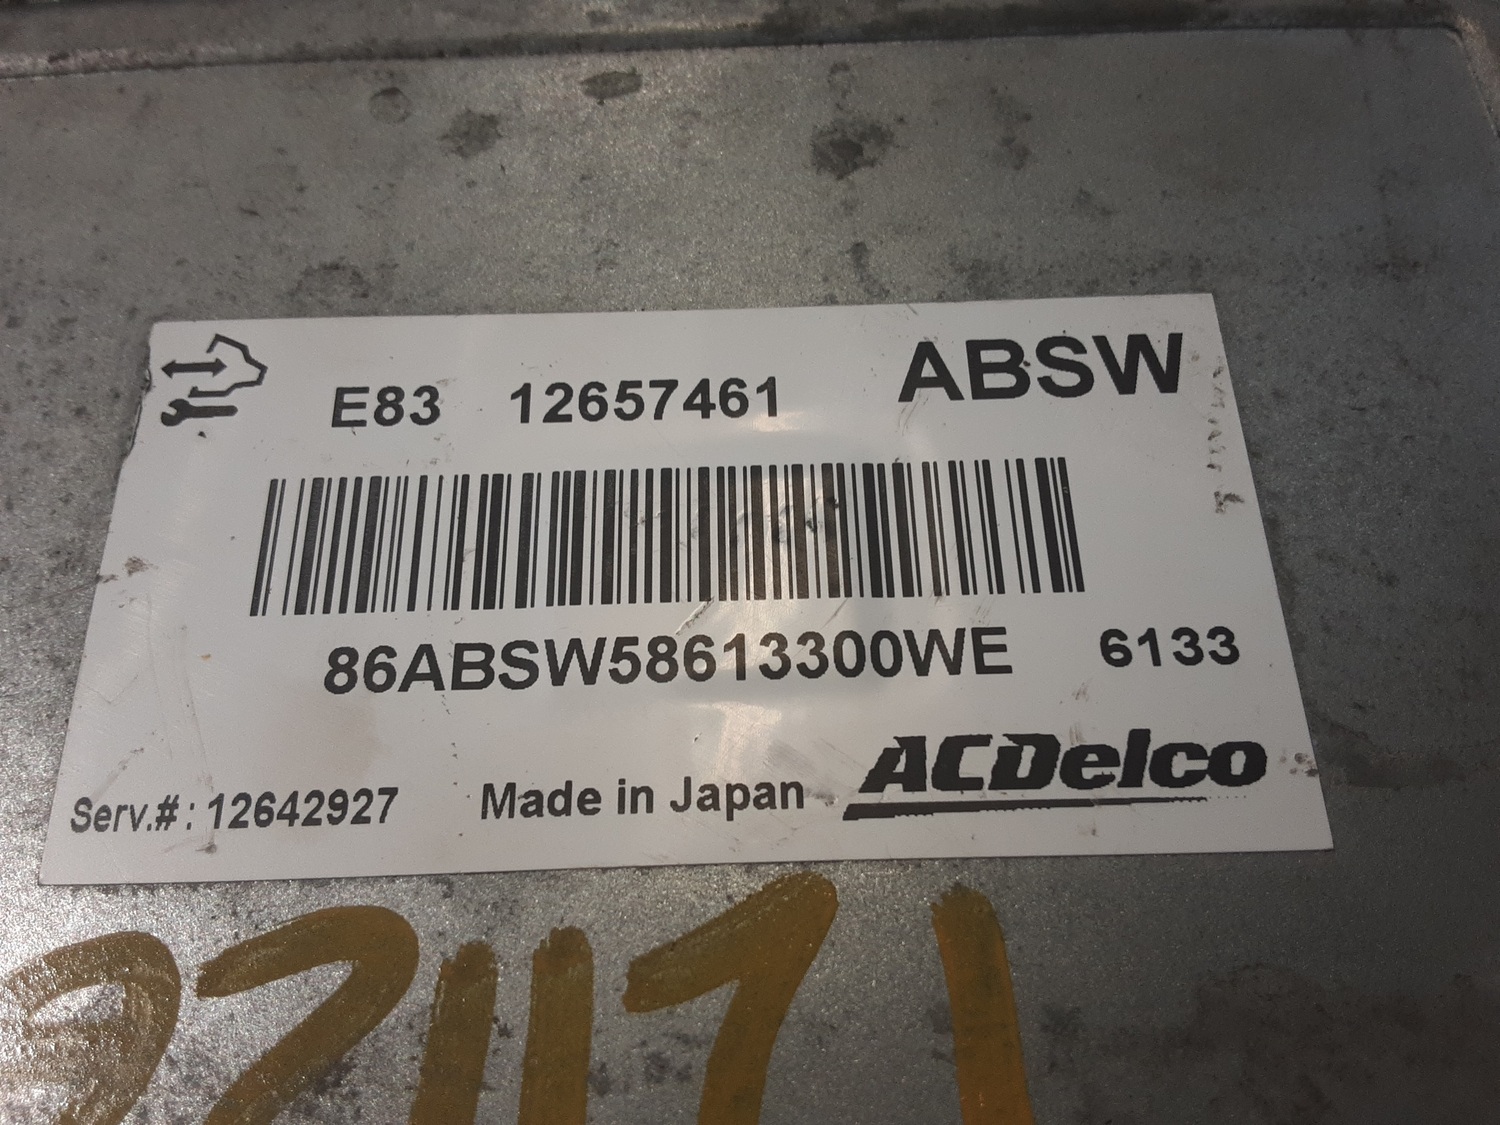 E83 12657461 ABSW
86ABSW58613300WE 6133
Serv.#: 12642927 Made in Japan ACDelco